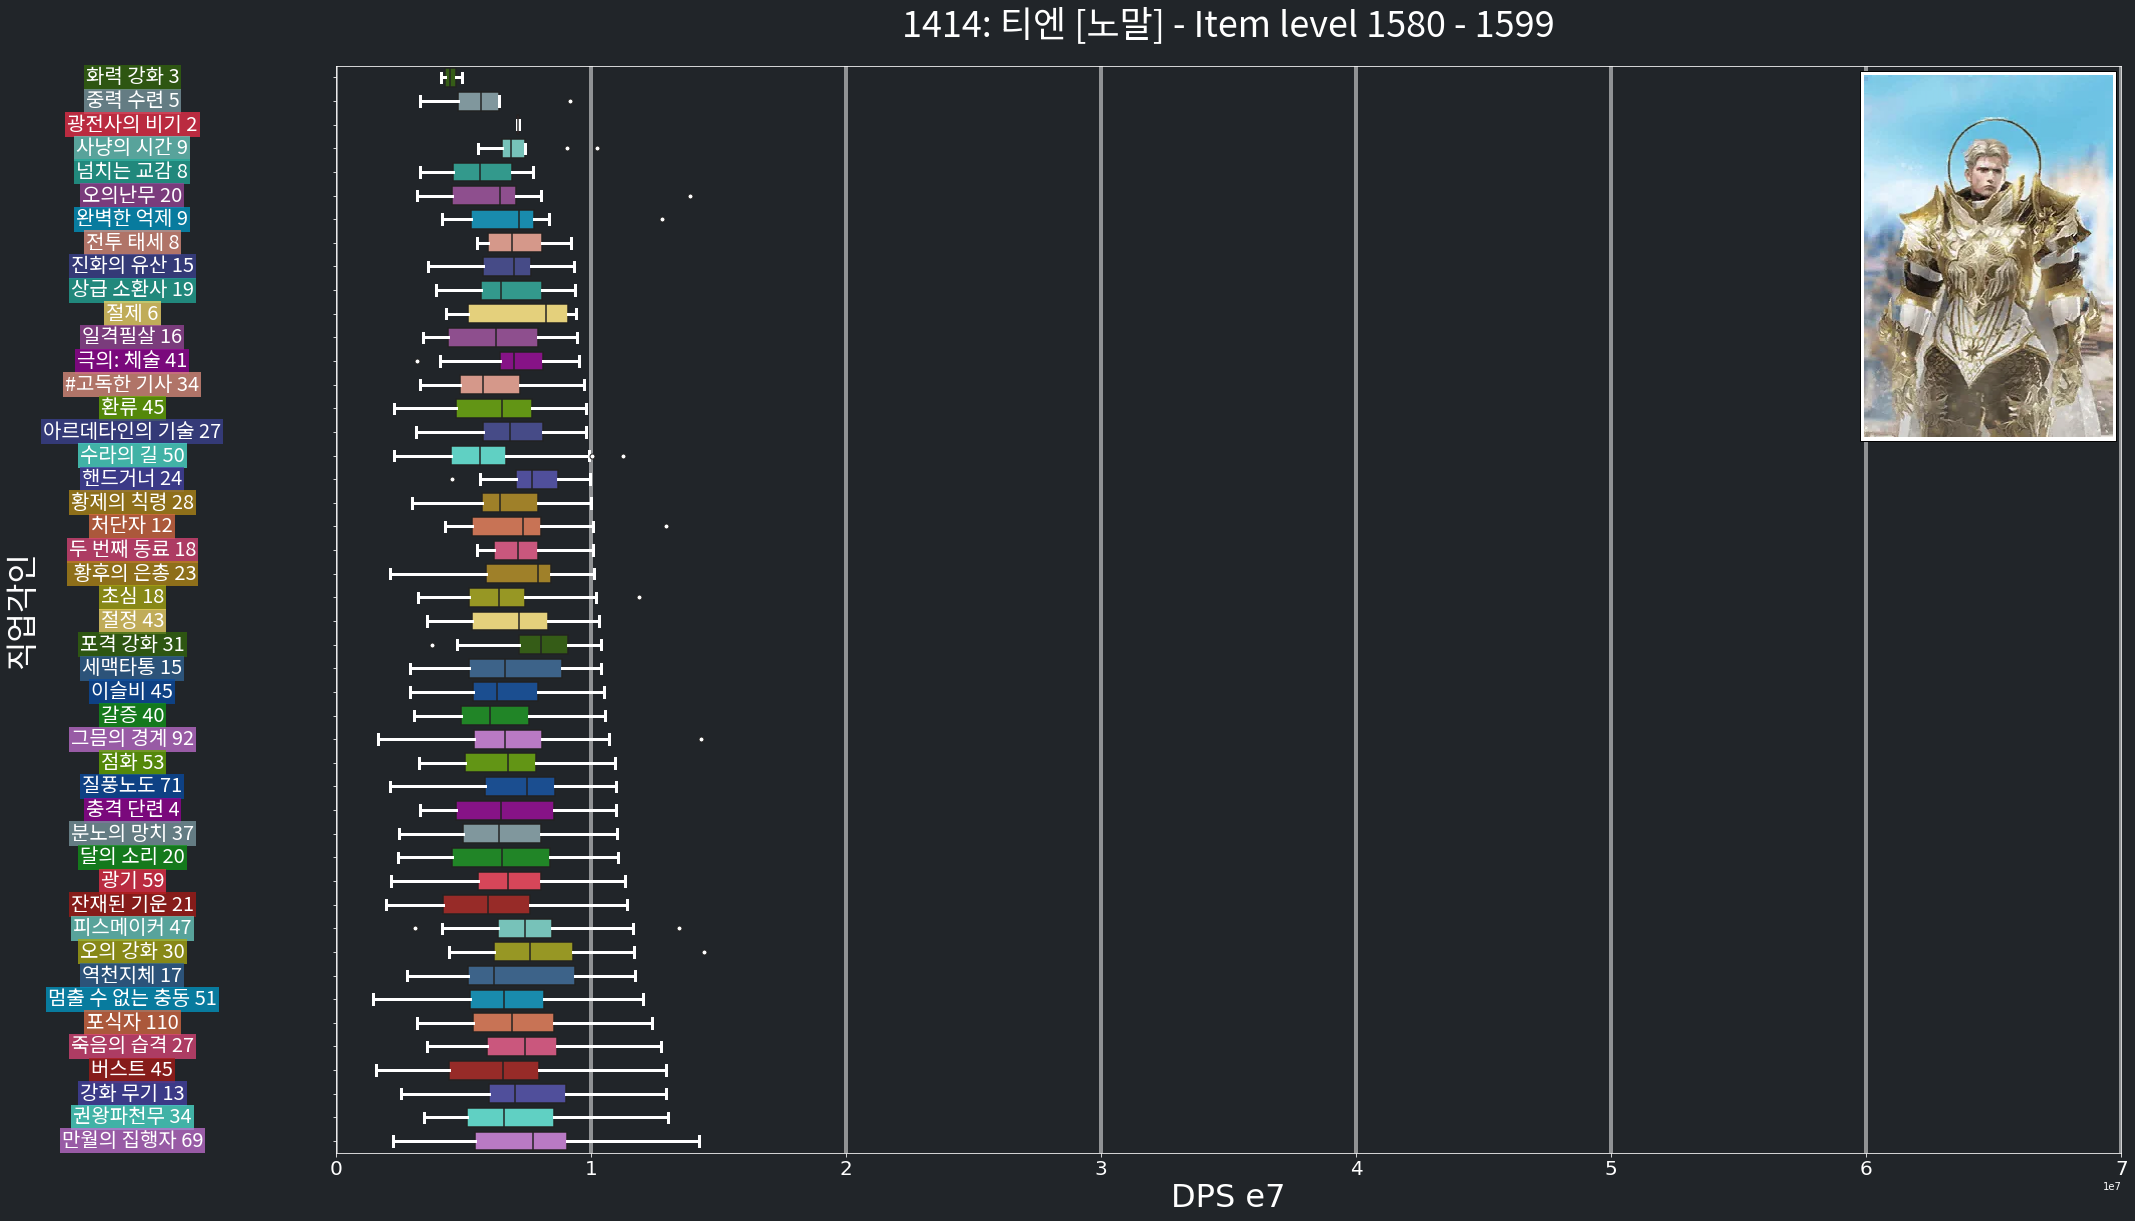 1414: 티엔 [노말] - Item level 1580 - 1599
화력 강화 3
중력 수련 5
광전사의 비기 2
사냥의 시간 9
넘치는 교감 8
오의난무 20
완벽한 억제 9
전투 태세 8
진화의 유산 15
상급 소환사 19
절제 6
일격필살 16
극의: 체술 41
#고독한 기사 34
환류 45
아르데타인의 기술 27
수라의 길 50
핸드거너 24
황제의 칙령 28
처단자 12
두 번째 동료 18
황후의 은총 23
초심 18
절정 43
포격 강화 31
세맥타통 15
이슬비 45
갈증 40
그믐의 경계 92
점화 53
질풍노도 71
충격 단련 4
분노의 망치 37
달의 소리 20
광기 59
잔재된 기운 21
피스메이커 47
오의 강화 30
역천지체 17
멈출 수 없는 충동 51
포식자 110
죽음의 습격 27
버스트 45
강화 무기 13
권왕파천무 34
만월의 집행자 69
직업각인
0 1 2 3 4 5 6 7
1e7
DPS e7